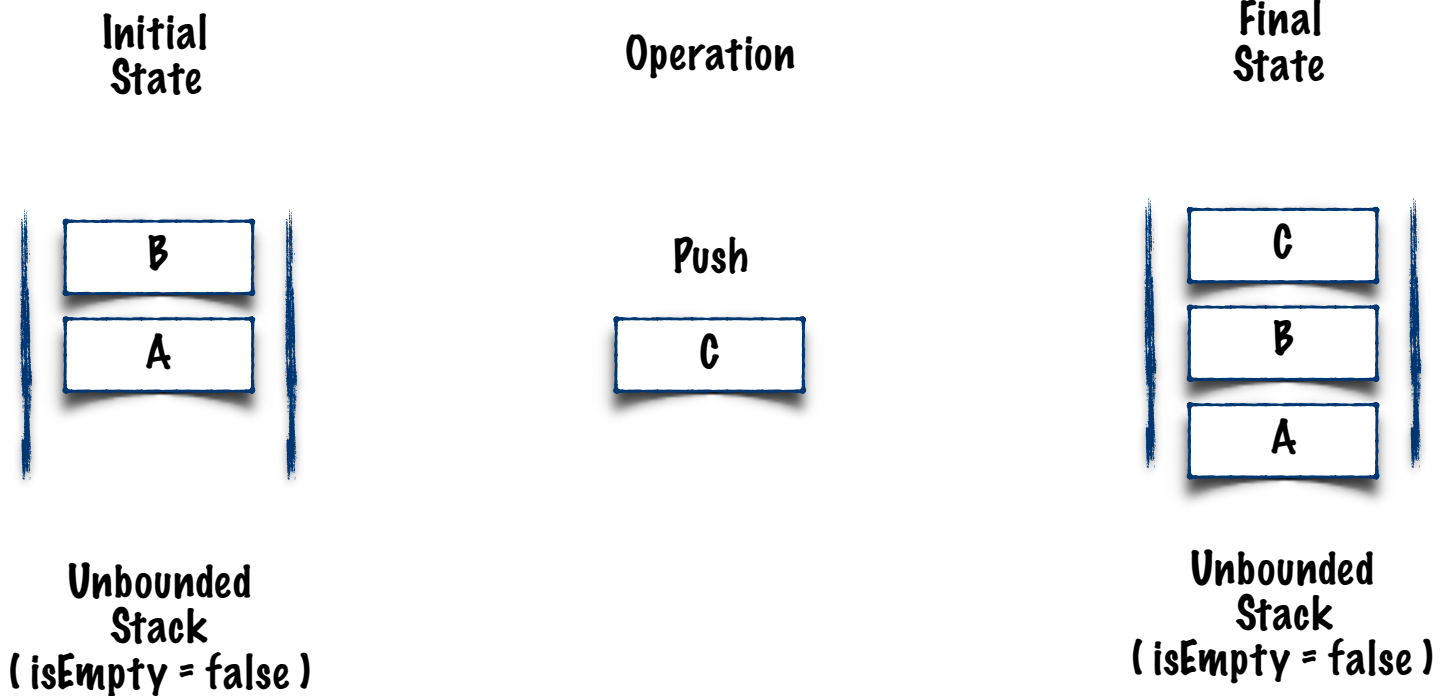 Initial
State
Operation
Final
State
B
A
Push
C
C
B
A
Unbounded
Stack
( isEmpty = false )
Unbounded
Stack
( isEmpty = false )